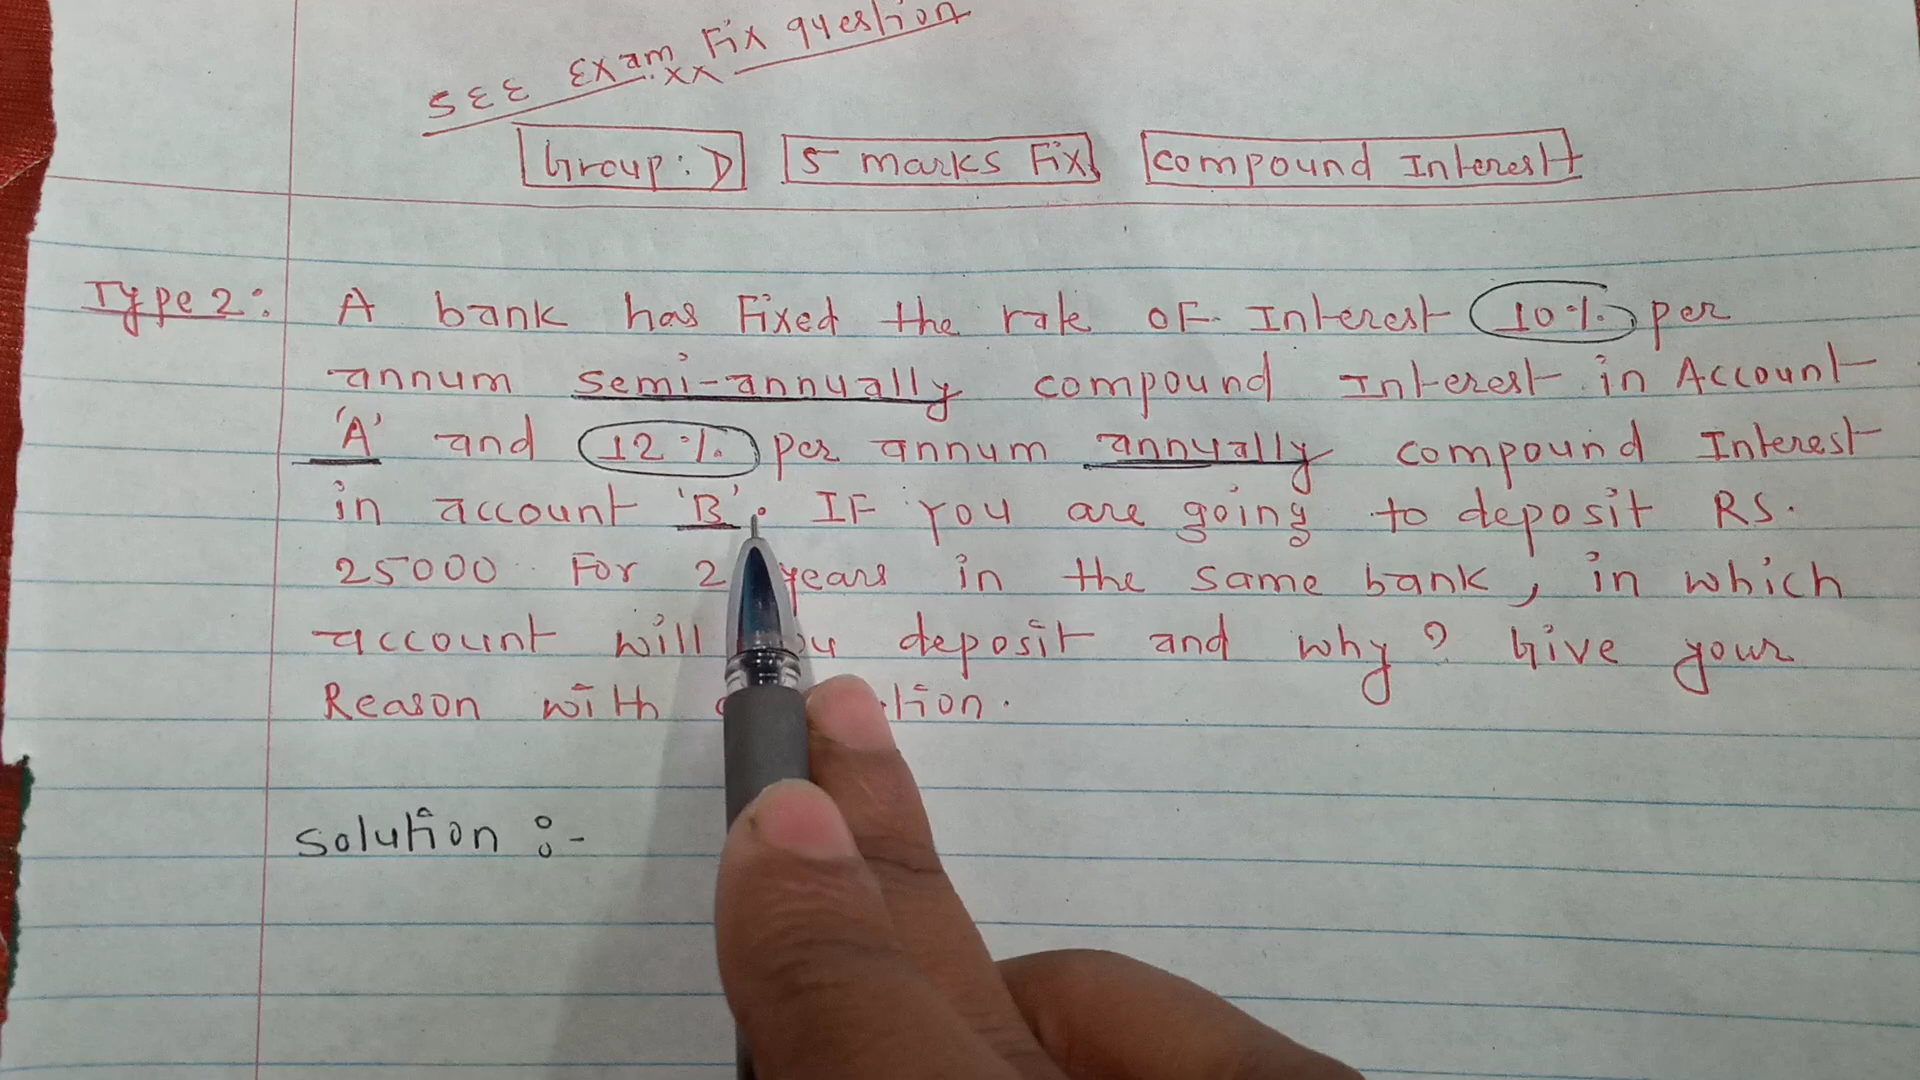 SEE Exam Fix question
xx
Group: D 5 marks Fix Compound Interest
Type 2: A bank has Fixed the rate OF Interest 10% per
annum semi-annually compound Interest in Account
'A' and 12% per annum annually compound Interest
in account 'B'. IF you are going to deposit RS.
25000 For 2 years in the same bank, in which
account will deposit and why? Give your
Reason with
Solution :-